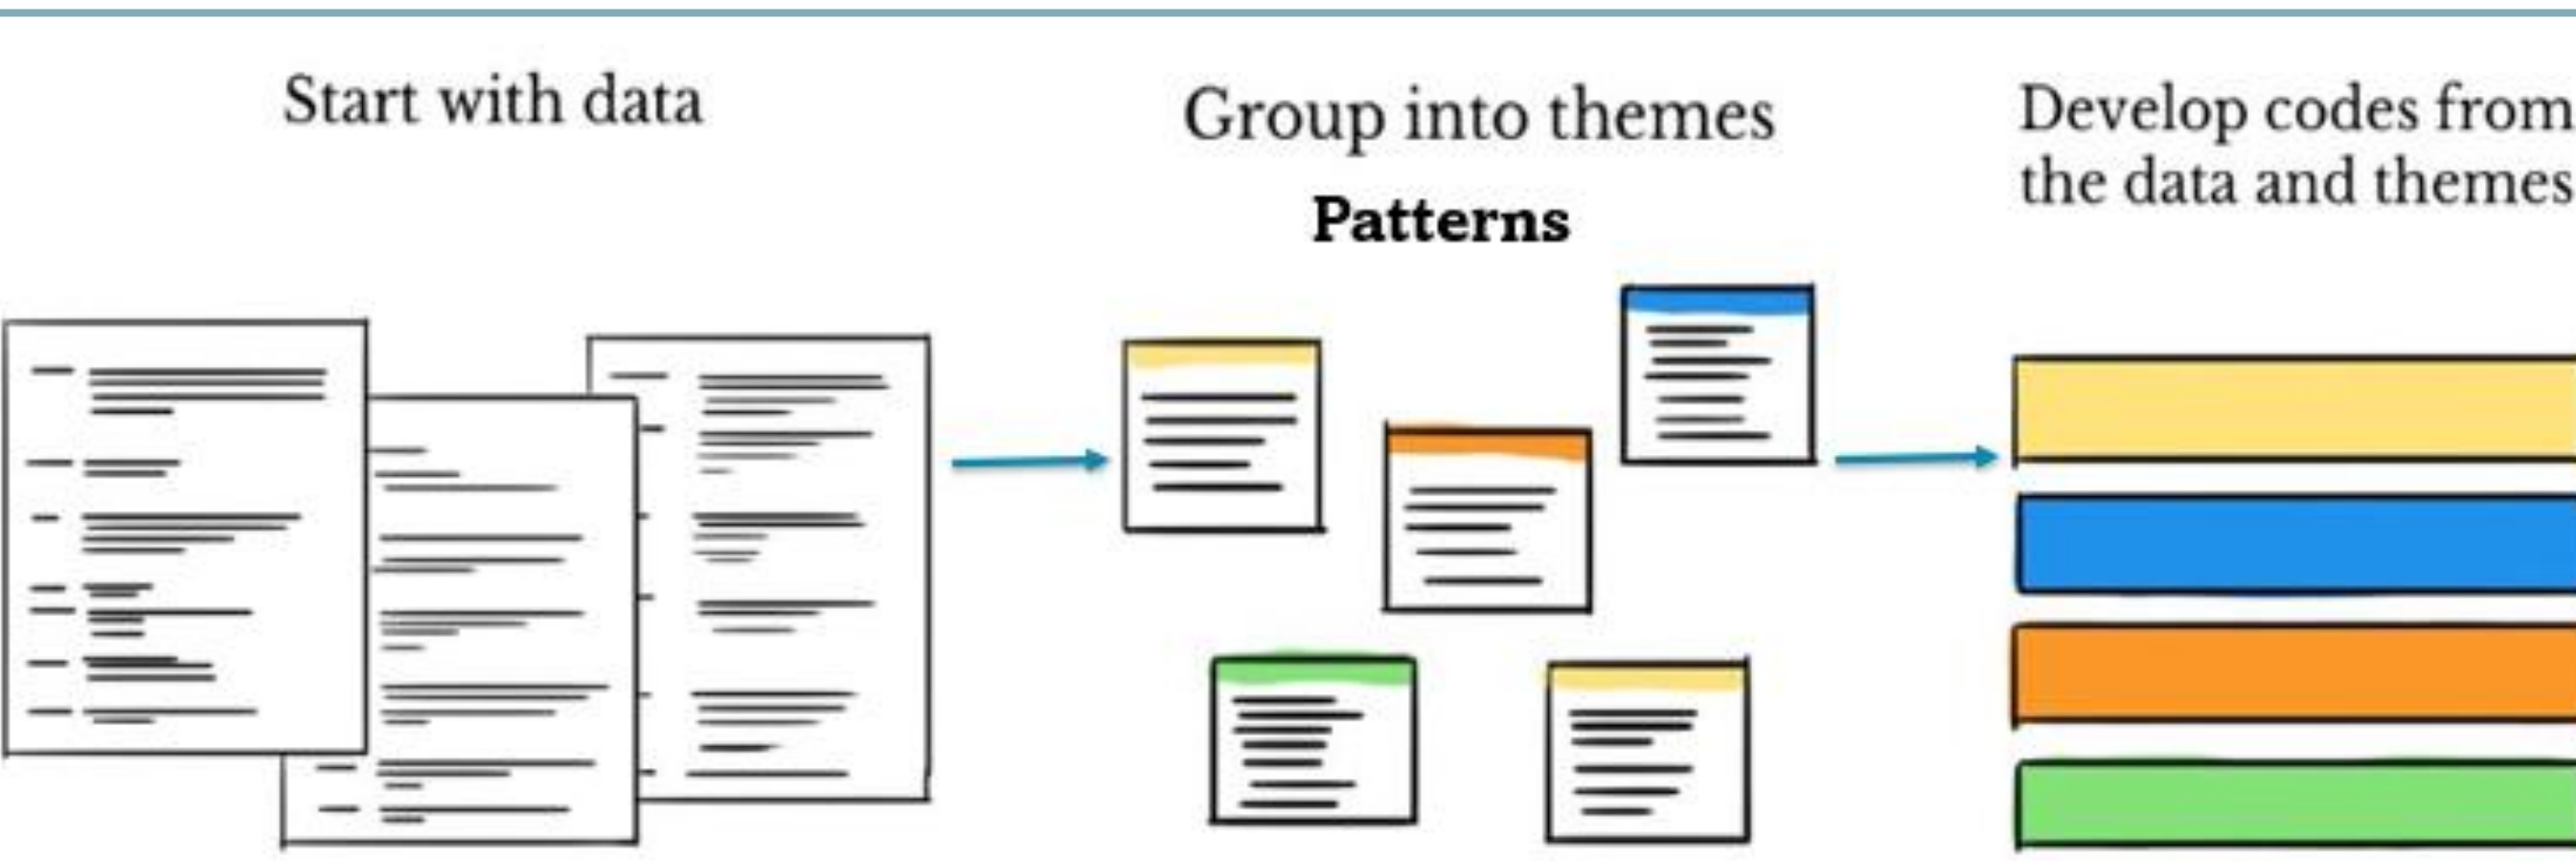 Start with data
Group into themes
Patterns
Develop codes from
the data and themes